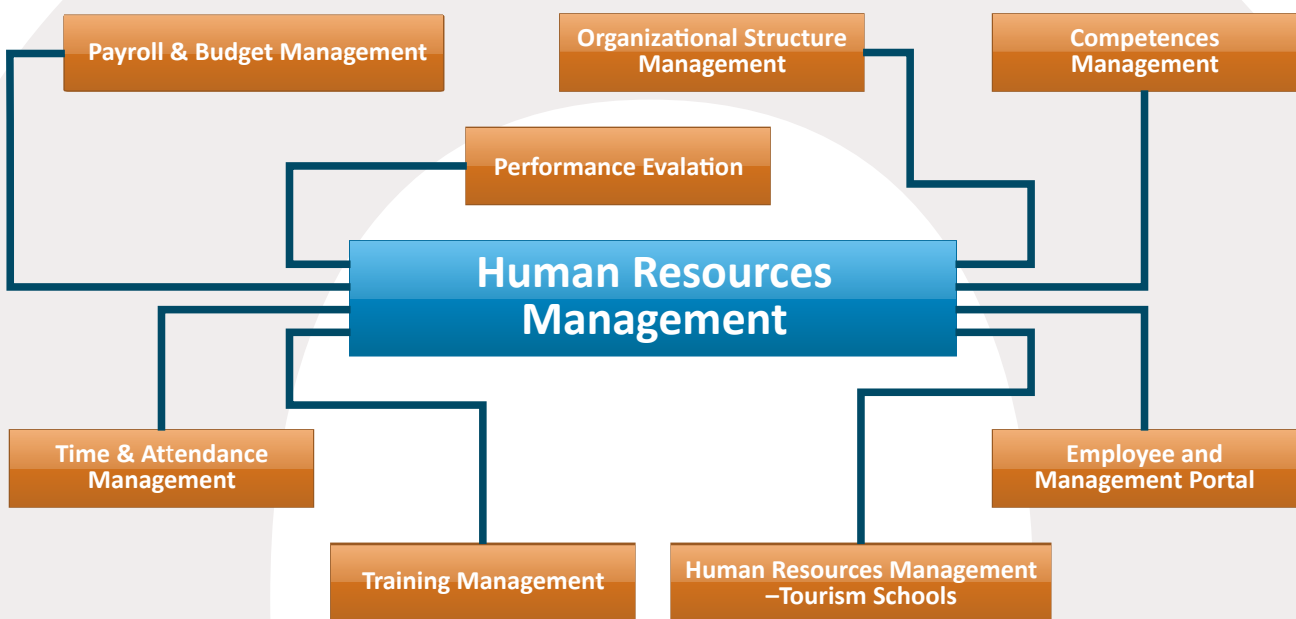 Payroll & Budget Management
Organizational Structure
Management
Competences
Management
Performance Evalation
Human Resources
Management
Time & Attendance
Management
Employee and
Management Portal
Training Management
Human Resources Management
–Tourism Schools